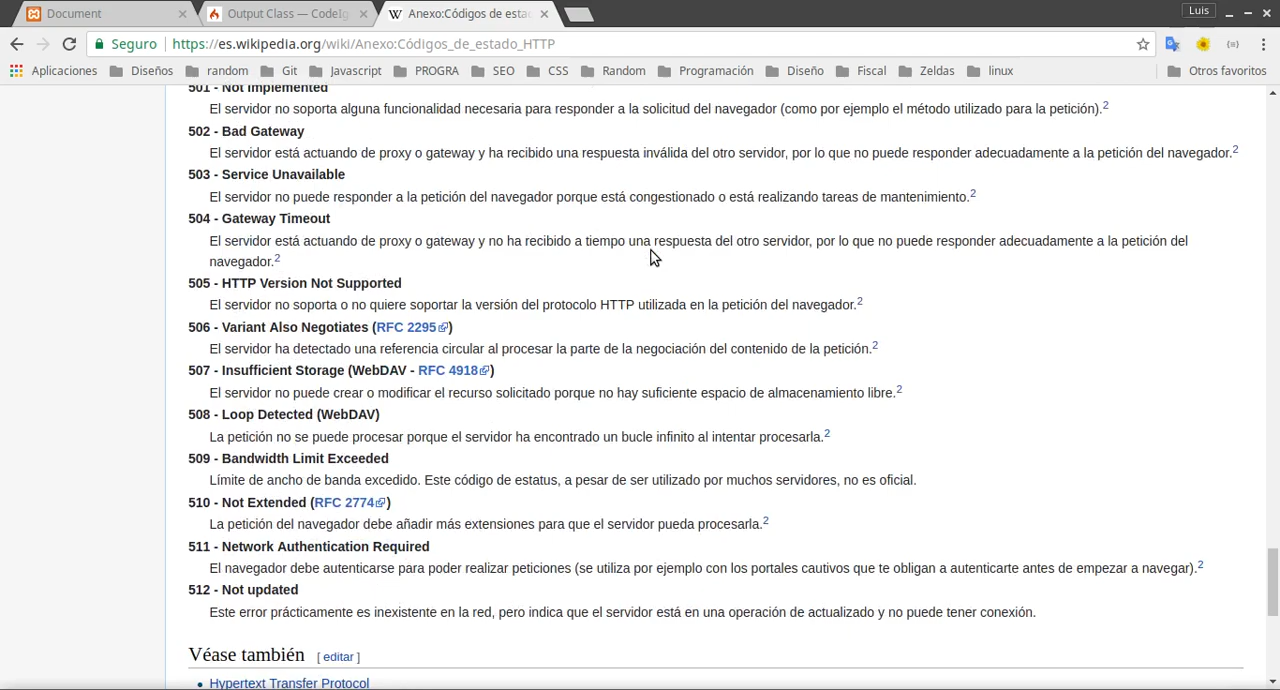 Document
Output Class — CodeIg
Anexo:Códigos de esta
Luis
Seguro
https://es.wikipedia.org/wiki/Anexo:Códigos_de_estado_HTTP
Aplicaciones Diseños random Git Javascript PROGRA SEO CSS Random Programación Diseño Fiscal Zeldas linux Otros favoritos
501 - Not Implemented
El servidor no soporta alguna funcionalidad necesaria para responder a la solicitud del navegador (como por ejemplo el método utilizado para la petición).2
502 - Bad Gateway
El servidor está actuando de proxy o gateway y ha recibido una respuesta inválida del otro servidor, por lo que no puede responder adecuadamente a la petición del navegador.2
503 - Service Unavailable
El servidor no puede responder a la petición del navegador porque está congestionado o está realizando tareas de mantenimiento.2
504 - Gateway Timeout
El servidor está actuando de proxy o gateway y no ha recibido a tiempo una respuesta del otro servidor, por lo que no puede responder adecuadamente a la petición del
navegador.2
505 - HTTP Version Not Supported
El servidor no soporta o no quiere soportar la versión del protocolo HTTP utilizada en la petición del navegador.2
506 - Variant Also Negotiates (RFC 2295)
El servidor ha detectado una referencia circular al procesar la parte de la negociación del contenido de la petición.2
507 - Insufficient Storage (WebDAV - RFC 4918)
El servidor no puede crear o modificar el recurso solicitado porque no hay suficiente espacio de almacenamiento libre.2
508 - Loop Detected (WebDAV)
La petición no se puede procesar porque el servidor ha encontrado un bucle infinito al intentar procesarla.2
509 - Bandwidth Limit Exceeded
Límite de ancho de banda excedido. Este código de estatus, a pesar de ser utilizado por muchos servidores, no es oficial.
510 - Not Extended (RFC 2774)
La petición del navegador debe añadir más extensiones para que el servidor pueda procesarla.2
511 - Network Authentication Required
El navegador debe autenticarse para poder realizar peticiones (se utiliza por ejemplo con los portales cautivos que te obligan a autenticarte antes de empezar a navegar).2
512 - Not updated
Este error prácticamente es inexistente en la red, pero indica que el servidor está en una operación de actualizado y no puede tener conexión.
Véase también [ editar ]
Hypertext Transfer Protocol